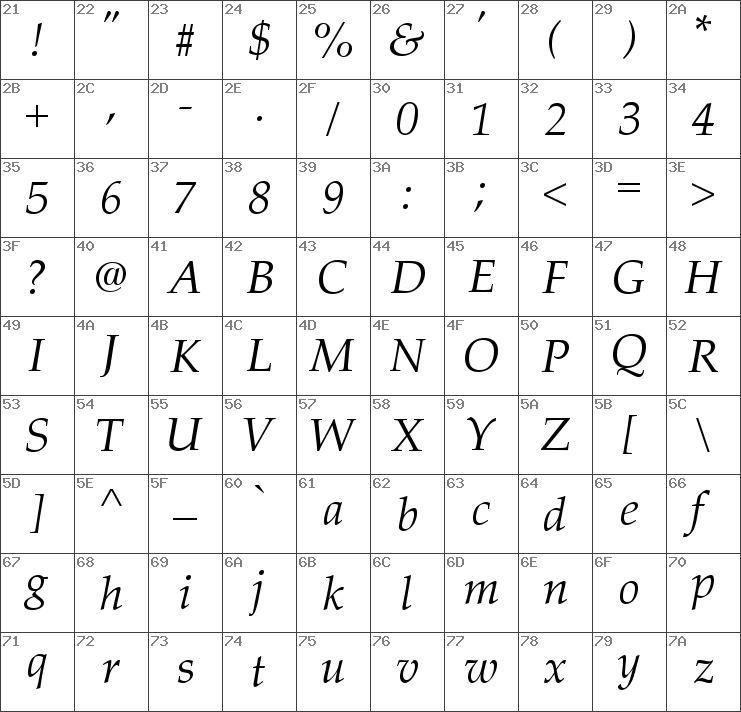 21 22 23 24 25 26 27 28 29 2A
! " # $ % & ' ( ) *
2B 2C 2D 2E 2F 30 31 32 33 34
+ , - . / 0 1 2 3 4
35 36 37 38 39 3A 3B 3C 3D 3E
5 6 7 8 9 : ; < = >
3F 40 41 42 43 44 45 46 47 48
? @ A B C D E F G H
49 4A 4B 4C 4D 4E 4F 50 51 52
I J K L M N O P Q R
53 54 55 56 57 58 59 5A 5B 5C
S T U V W X Y Z [ \
5D 5E 5F 60 61 62 63 64 65 66
] ^ _ ` a b c d e f
67 68 69 6A 6B 6C 6D 6E 6F 70
g h i j k l m n o p
71 72 73 74 75 76 77 78 79 7A
q r s t u v w x y z